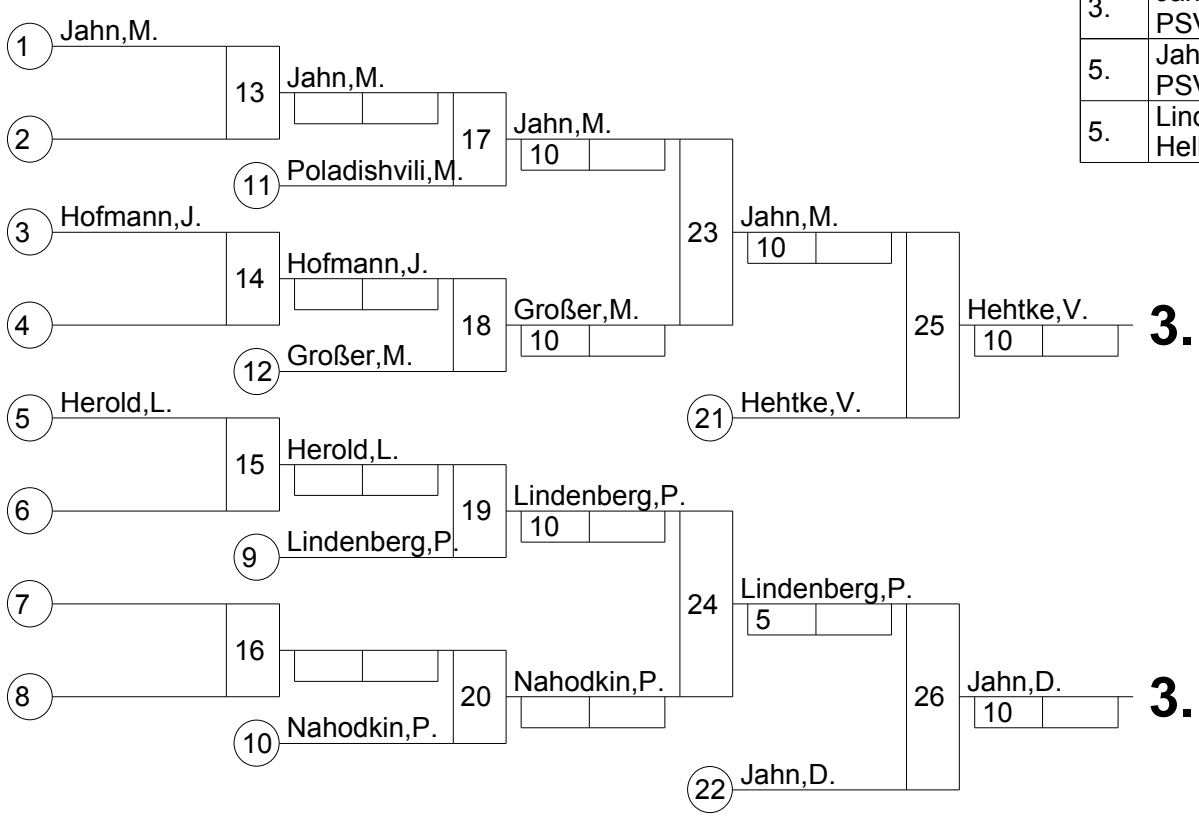 3.
PSV
5.
PSV
5.
1
Jahn,M.
13
Jahn,M.
2
17
Jahn,M.
10
11
Poladishvili,M.
3
Hofmann,J.
23
Jahn,M.
10
14
Hofmann,J.
4
18
Großer,M.
10
12
Großer,M.
25
Hehtke,V.
10
3.
5
Herold,L.
21
Hehtke,V.
15
Herold,L.
6
19
Lindenberg,P.
10
9
Lindenberg,P.
7
24
Lindenberg,P.
5
16
8
20
Nahodkin,P.
10
Nahodkin,P.
26
Jahn,D.
10
3.
22
Jahn,D.